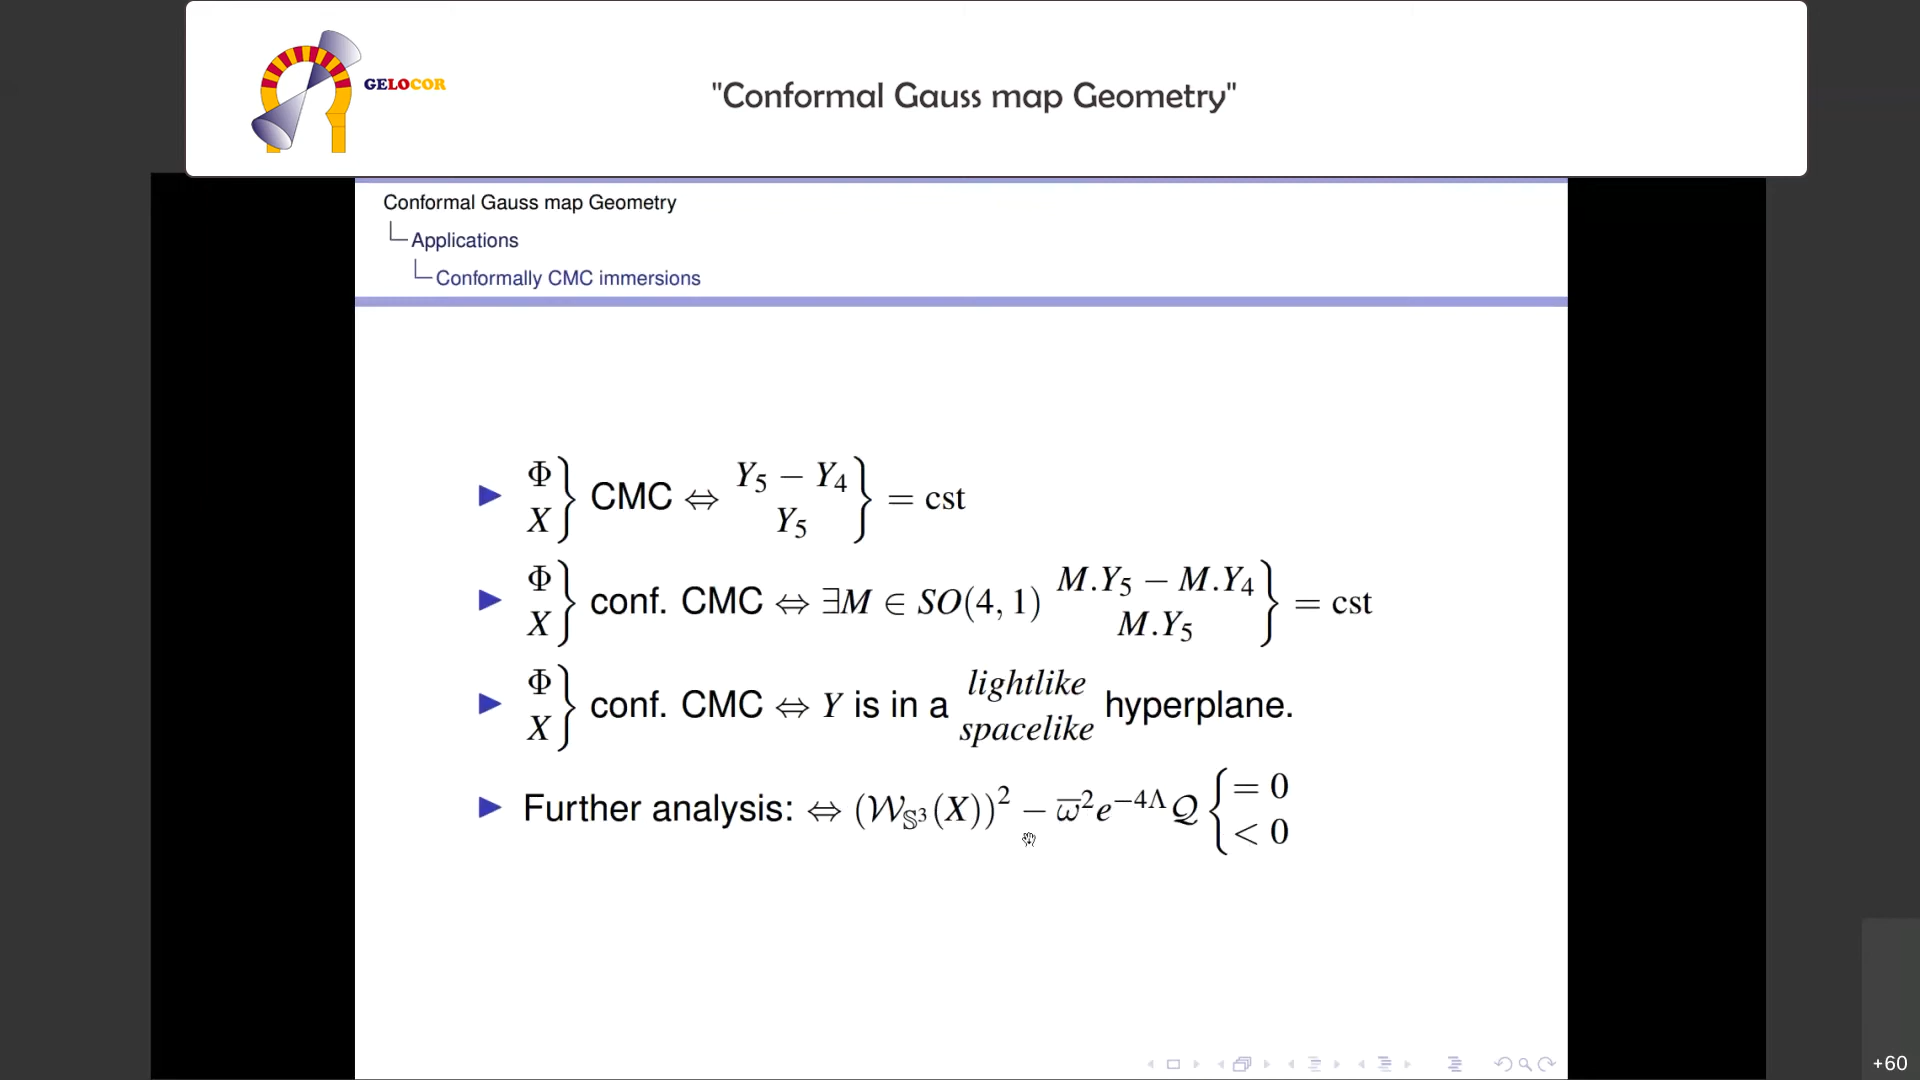 GELOCOR
"Conformal Gauss map Geometry"
Conformal Gauss map Geometry
Applications
Conformally CMC immersions
Φ X } CMC ⇔ Y₅ − Y₄ Y₅ } = cst
Φ X } conf. CMC ⇔ ∃M ∈ SO(4, 1) M.Y₅ − M.Y₄ M.Y₅ } = cst
Φ X } conf. CMC ⇔ Y is in a lightlike spacelike hyperplane.
Further analysis: ⇔ (𝒲_𝕊³(X))² − ω̅²e^{−4Λ}𝒬 { = 0 < 0
+60